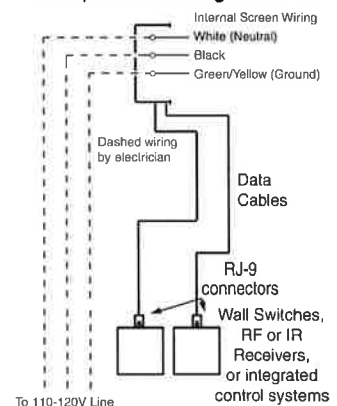 Internal Screen Wiring
White (Neutral)
Black
Green/Yellow (Ground)
Dashed wiring
by electrician
Data
Cables
RJ-9
connectors
Wall Switches,
RF or IR
Receivers,
or integrated
control systems
To 110-120V Line